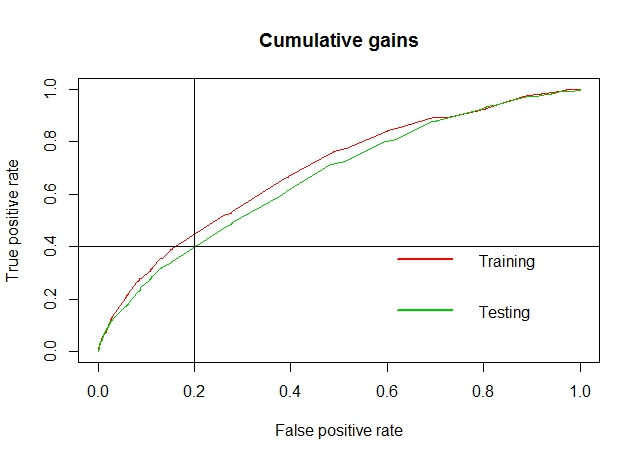 Cumulative gains
True positive rate
1.0
0.8
0.6
0.4
0.2
0.0
Training
Testing
0.0 0.2 0.4 0.6 0.8 1.0
False positive rate